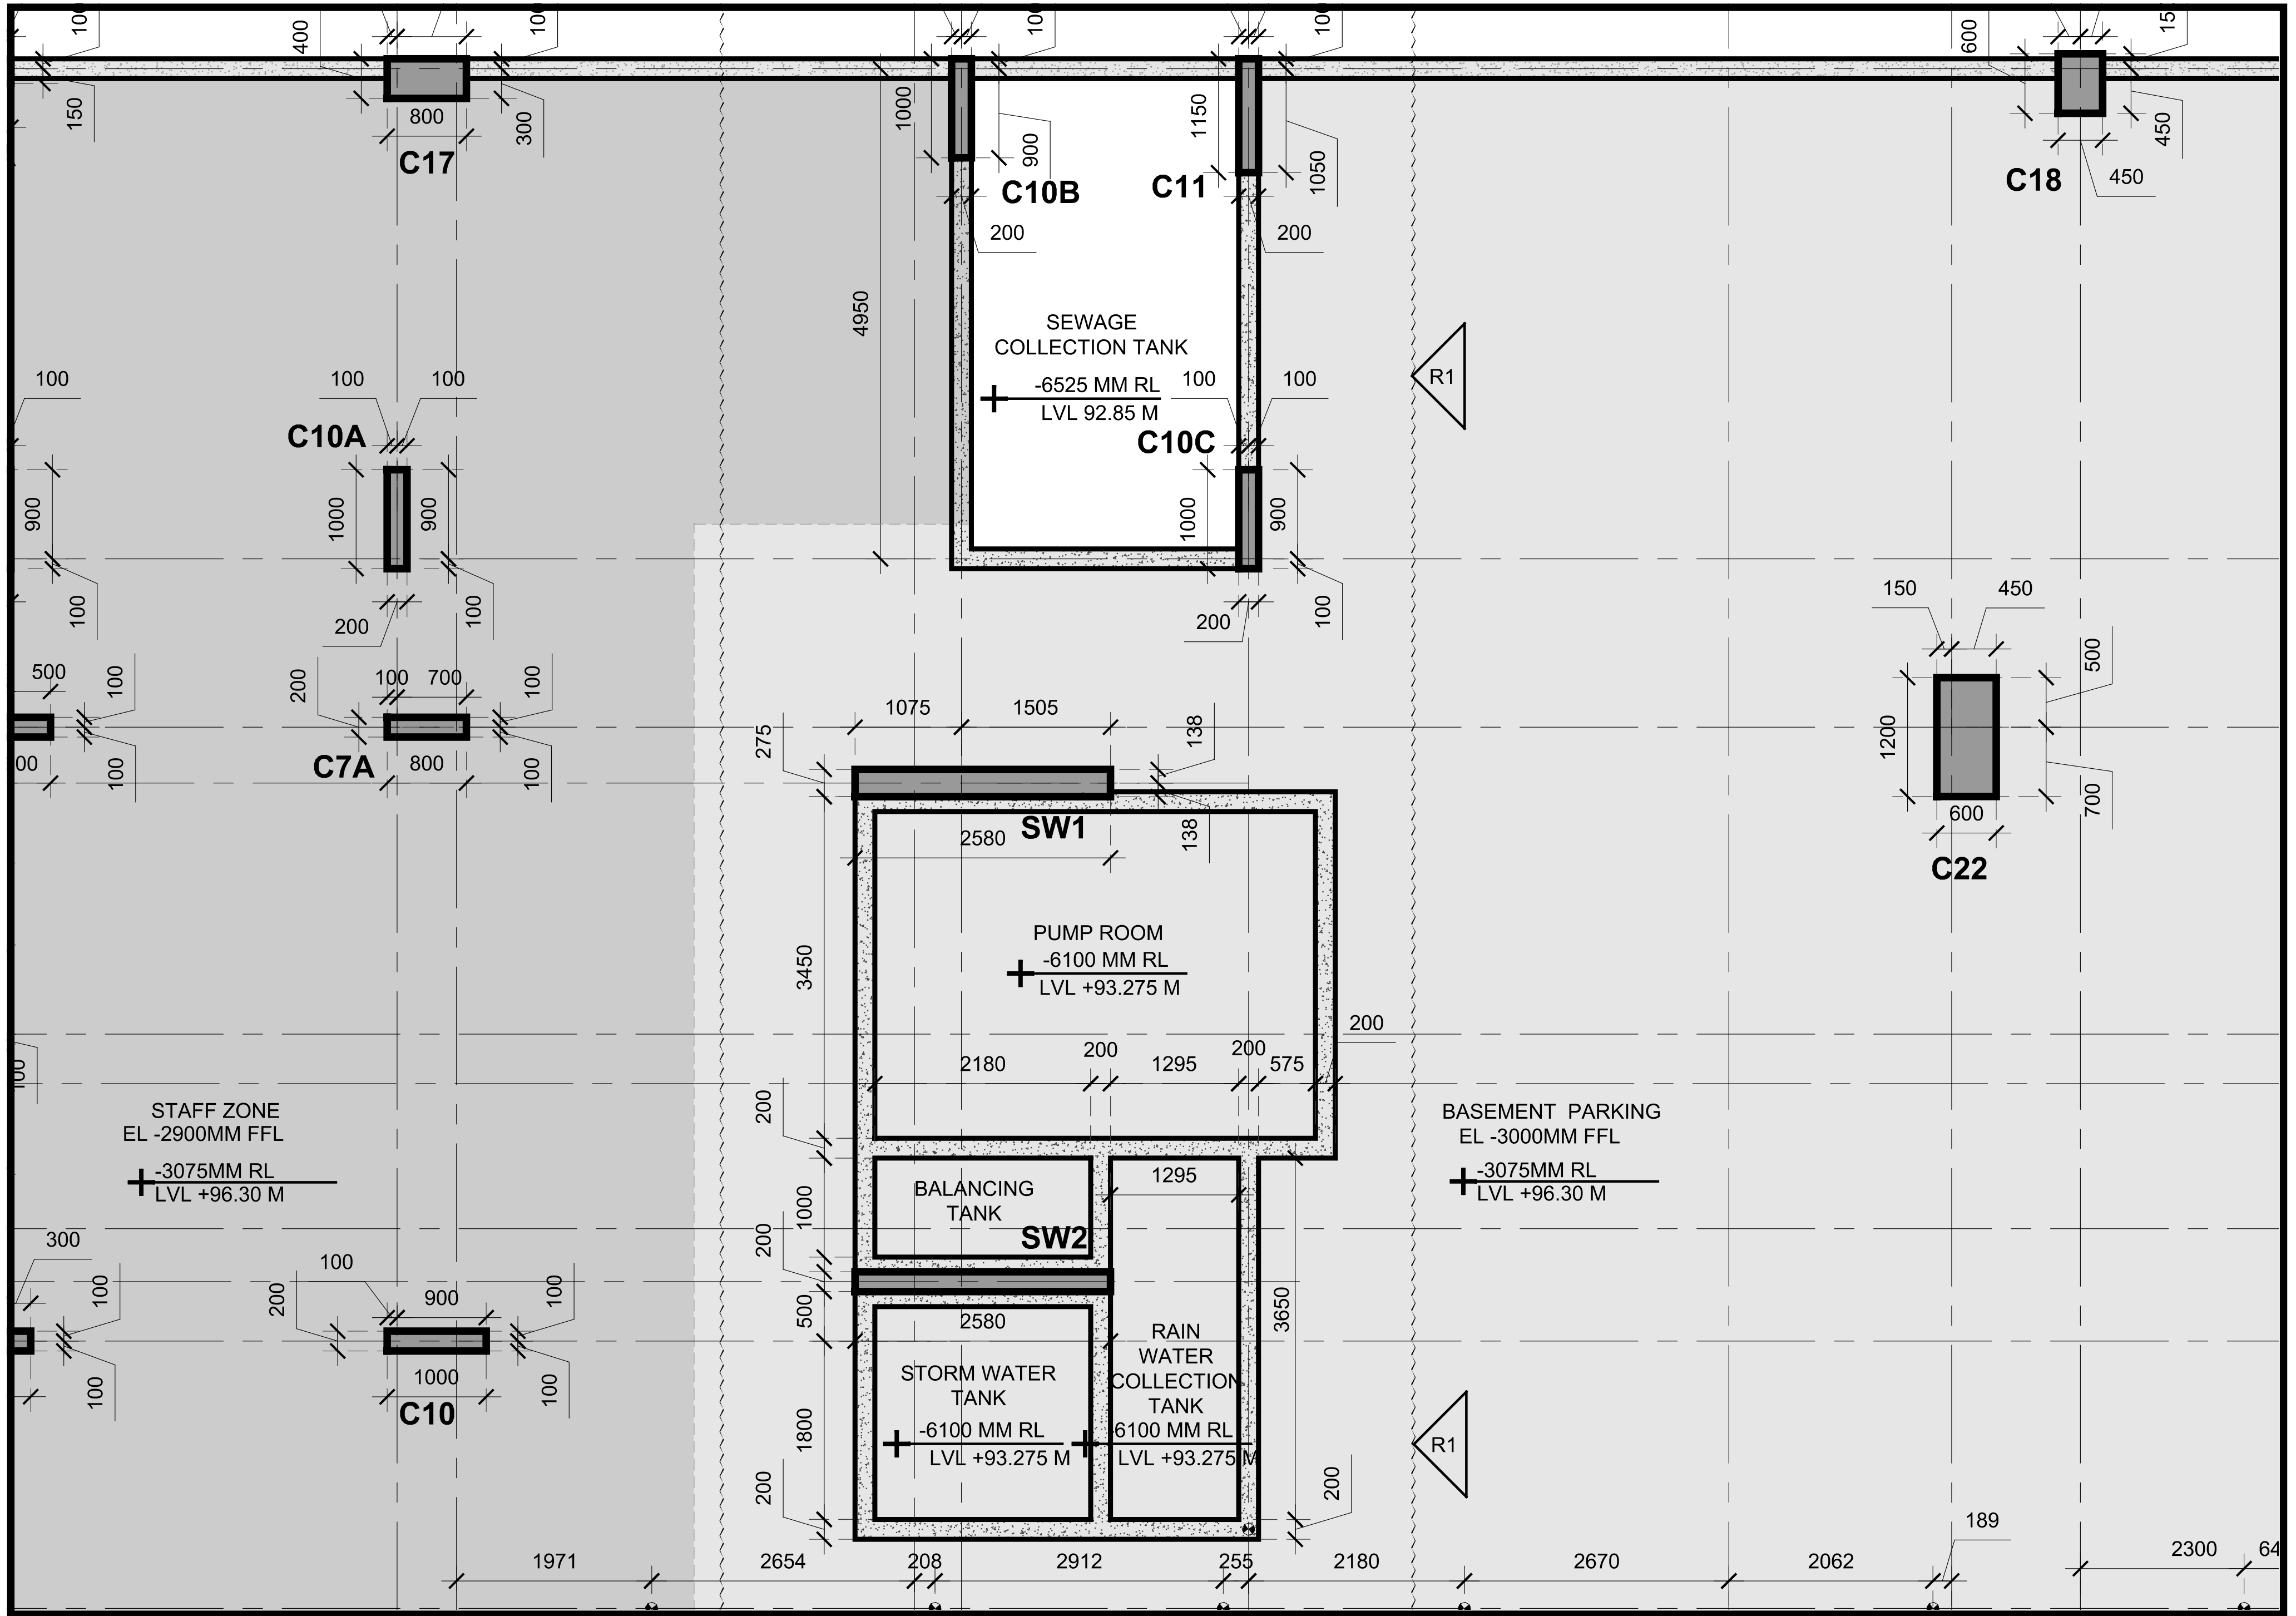 100
100
100
100
150
400
600
150
800
300
C17
1000
900
C10B
200
1150
1050
C11
200
450
450
C18
4950
SEWAGE
COLLECTION TANK
-6525 MM RL
LVL 92.85 M
R1
100
100
100
100
100
C10A
C10C
900
1000
900
1000
900
100
100
200
200
100
150
450
500
500
100
200
100
700
100
1200
700
600
C22
C7A
800
100
100
1075
1505
138
275
SW1
2580
138
PUMP ROOM
-6100 MM RL
LVL +93.275 M
3450
200
2180
200
1295
200
575
200
100
STAFF ZONE
EL -2900MM FFL
-3075MM RL
LVL +96.30 M
BASEMENT PARKING
EL -3000MM FFL
-3075MM RL
LVL +96.30 M
1295
BALANCING
TANK
1000
SW2
200
300
100
100
200
900
100
500
2580
3650
1000
100
100
C10
RAIN
WATER
COLLECTION
TANK
-6100 MM RL
LVL +93.275 M
STORM WATER
TANK
-6100 MM RL
LVL +93.275 M
1800
200
200
R1
189
1971
2654
208
2912
255
2180
2670
2062
2300
64